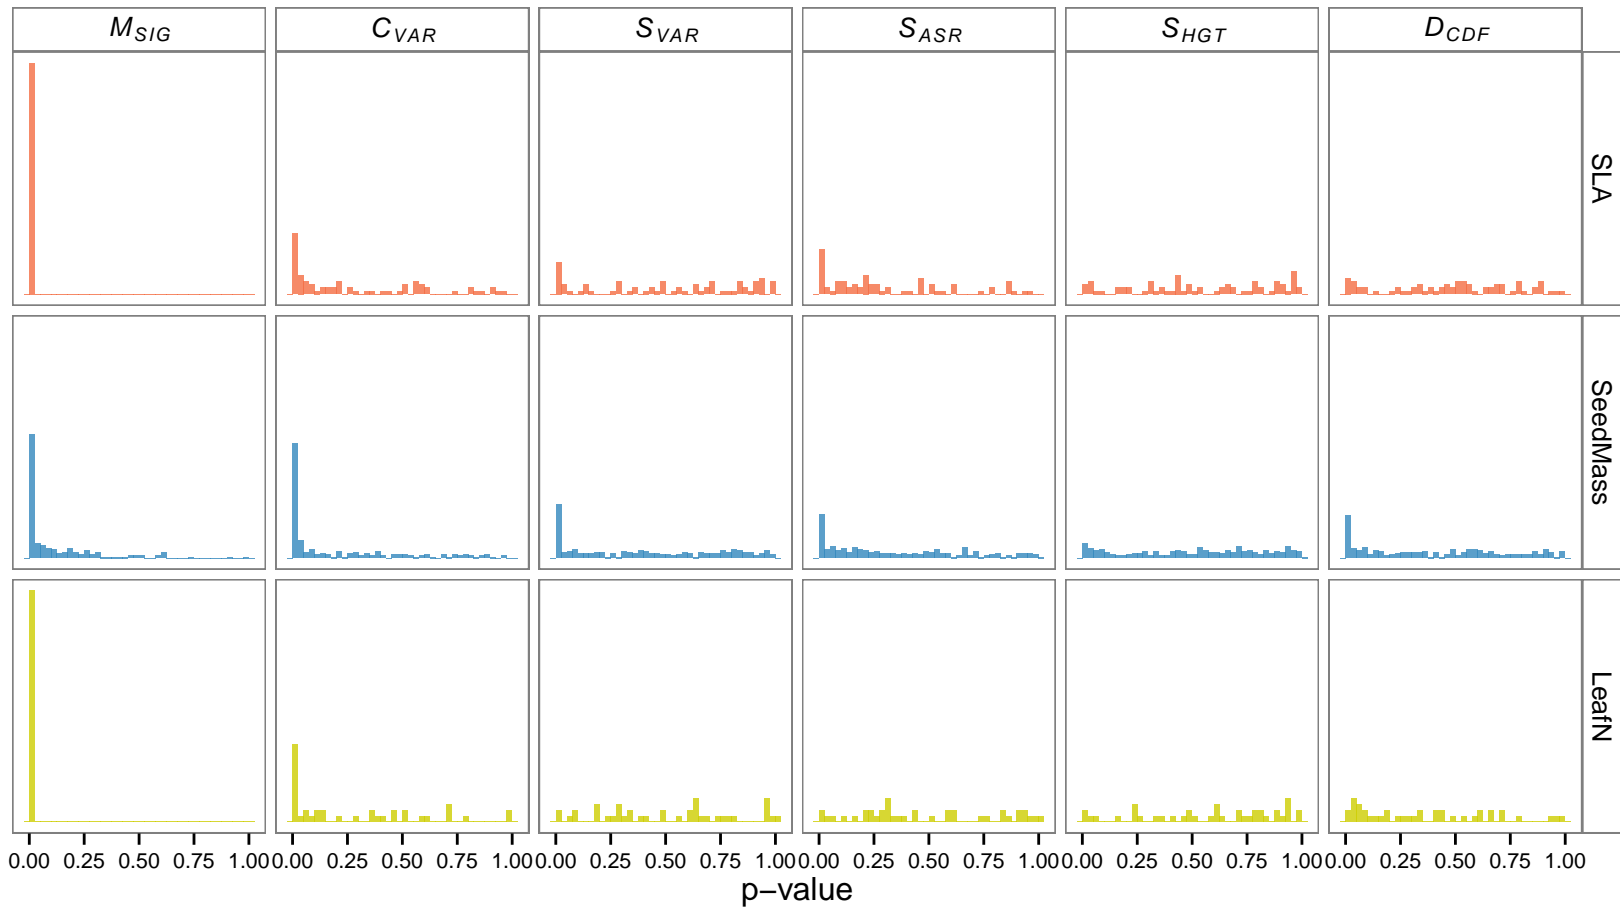 M_SIG C_VAR S_VAR S_ASR S_HGT D_CDF
SLA
SeedMass
LeafN
0.00 0.25 0.50 0.75 1.00 0.00 0.25 0.50 0.75 1.00 0.00 0.25 0.50 0.75 1.00 0.00 0.25 0.50 0.75 1.00 0.00 0.25 0.50 0.75 1.00 0.00 0.25 0.50 0.75 1.00
p−value